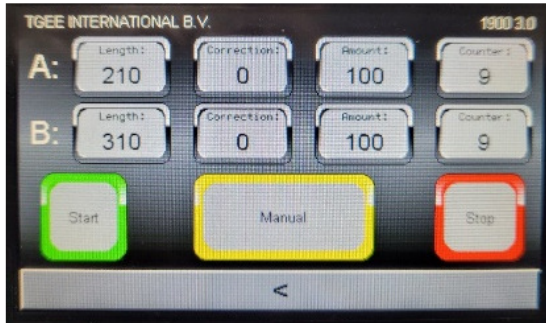 TGEE INTERNATIONAL B.V. 1900 3.0
A: Length: 210 Correction: 0 Amount: 100 Counter: 9
B: Length: 310 Correction: 0 Amount: 100 Counter: 9
Start Manual Stop
<